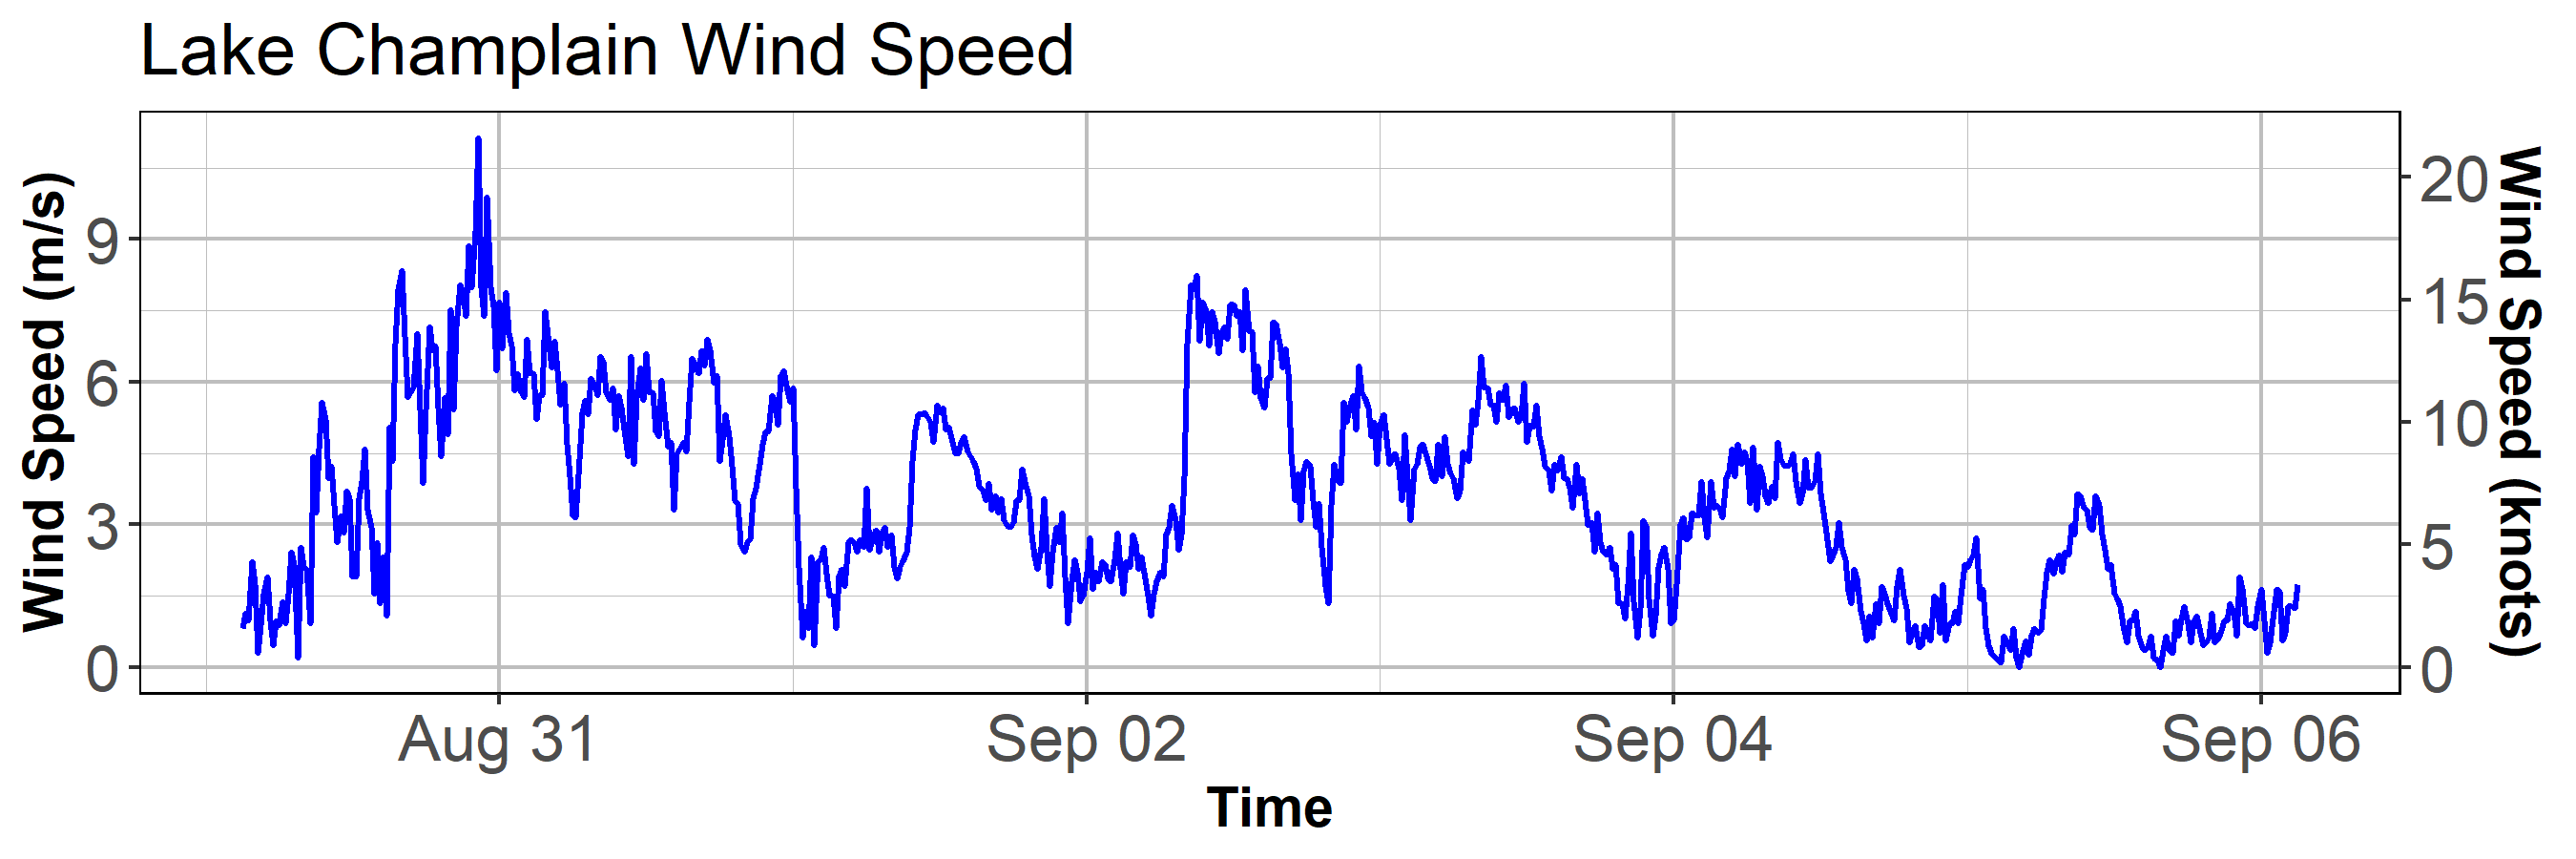 Lake Champlain Wind Speed
Wind Speed (m/s)
9
6
3
0
20
15
10
5
0
Wind Speed (knots)
Aug 31
Sep 02
Sep 04
Sep 06
Time